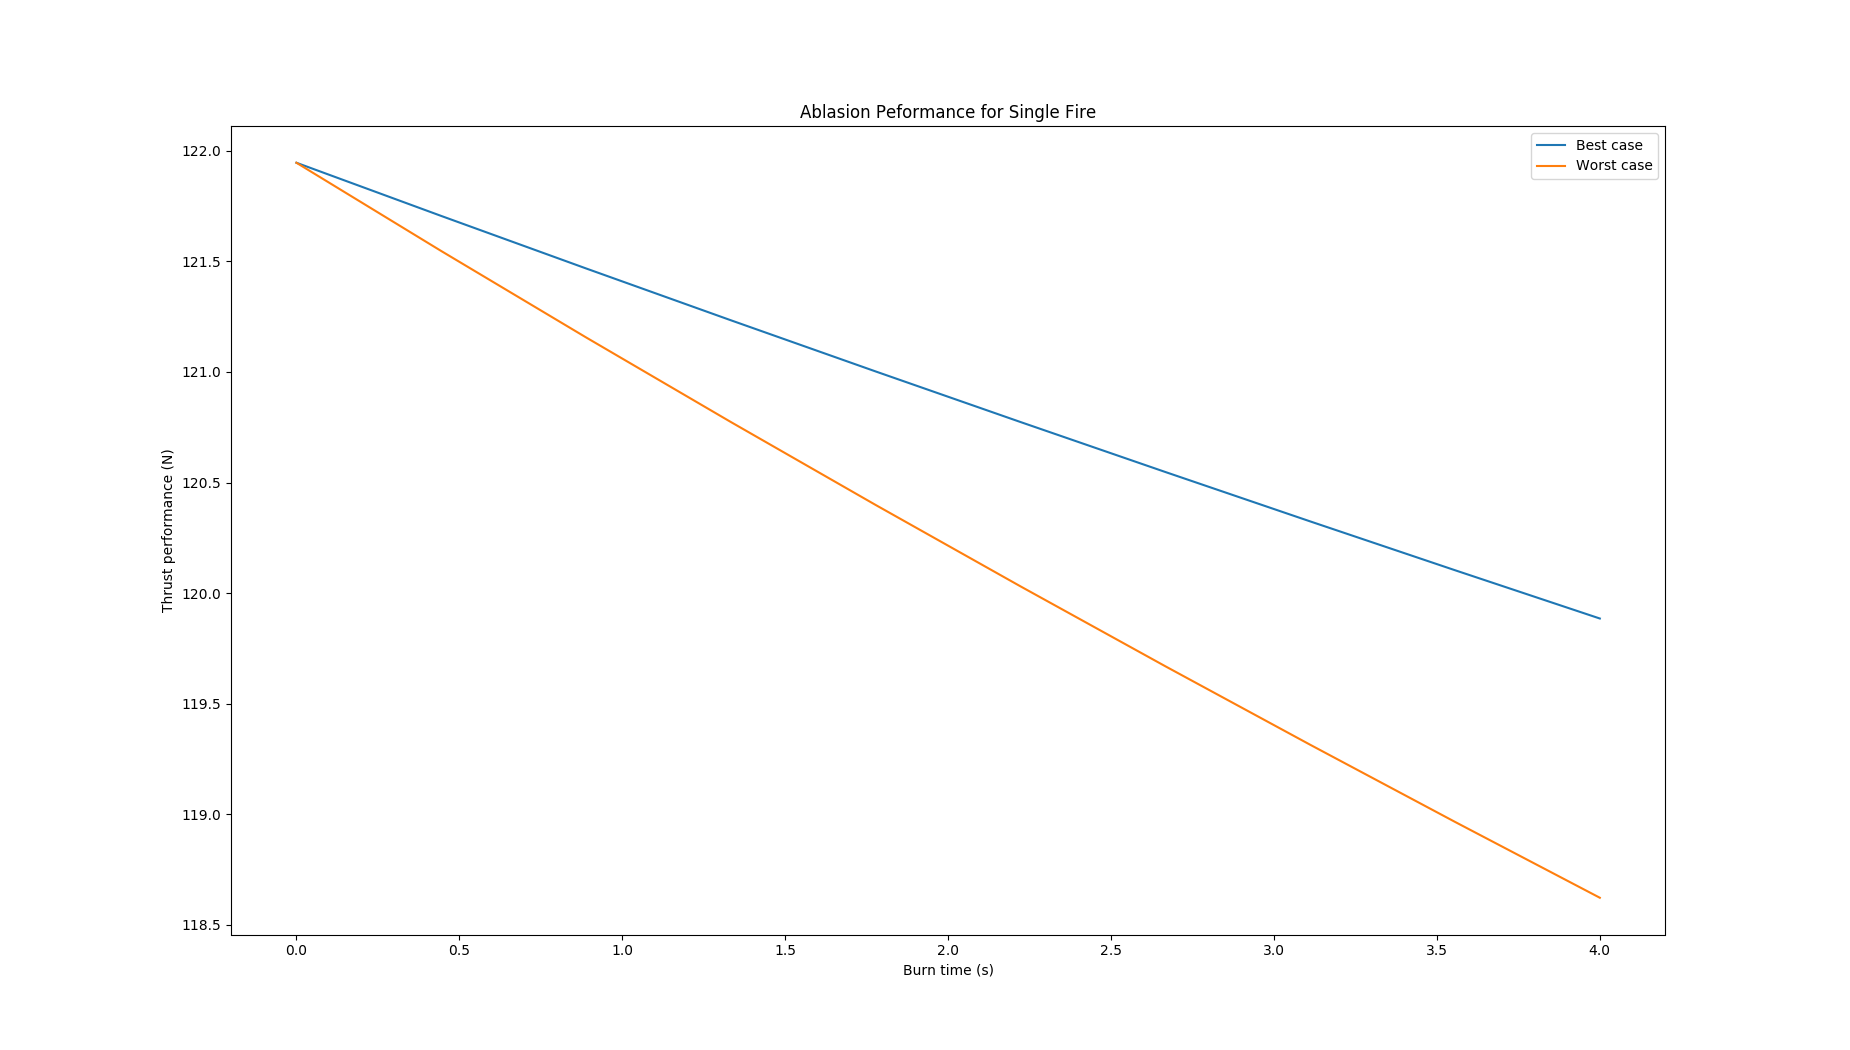 Ablasion Peformance for Single Fire
Best case
Worst case
122.0
121.5
121.0
120.5
120.0
119.5
119.0
118.5
Thrust performance (N)
0.0 0.5 1.0 1.5 2.0 2.5 3.0 3.5 4.0
Burn time (s)